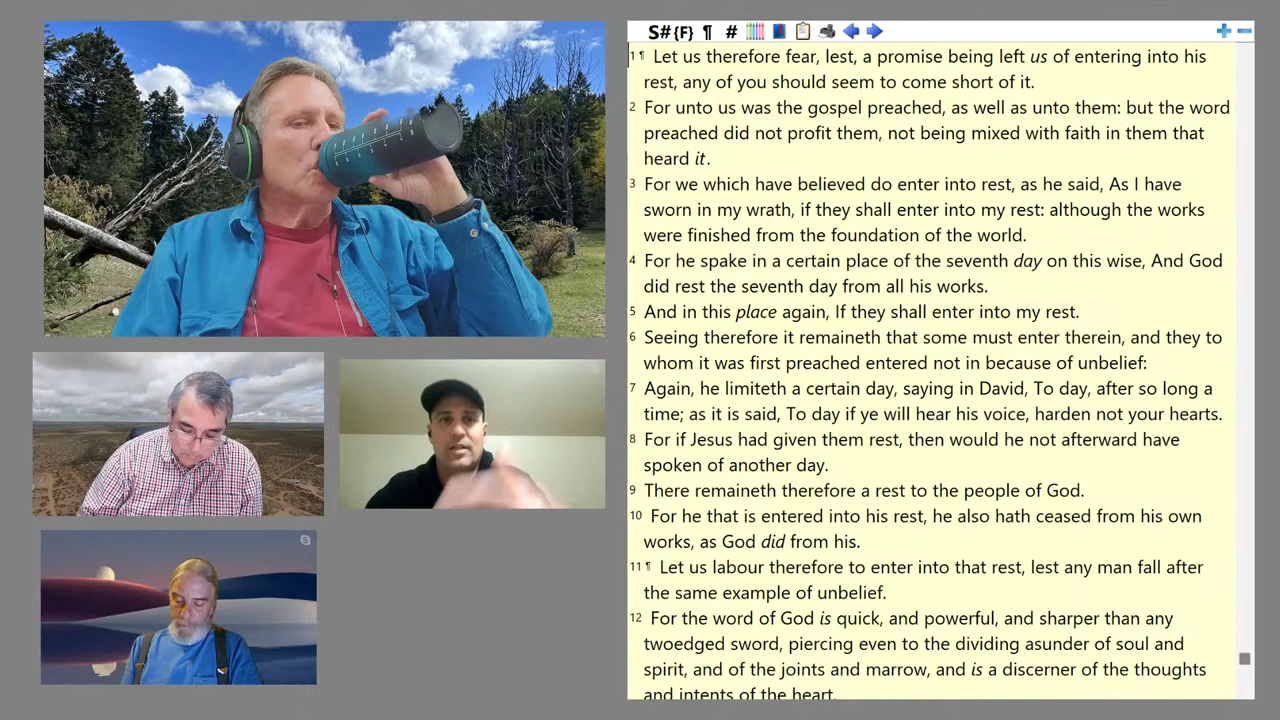 S# {F} ¶ #
1 ¶ Let us therefore fear, lest, a promise being left us of entering into his
rest, any of you should seem to come short of it.
2 For unto us was the gospel preached, as well as unto them: but the word
preached did not profit them, not being mixed with faith in them that
heard it.
3 For we which have believed do enter into rest, as he said, As I have
sworn in my wrath, if they shall enter into my rest: although the works
were finished from the foundation of the world.
4 For he spake in a certain place of the seventh day on this wise, And God
did rest the seventh day from all his works.
5 And in this place again, If they shall enter into my rest.
6 Seeing therefore it remaineth that some must enter therein, and they to
whom it was first preached entered not in because of unbelief:
7 Again, he limiteth a certain day, saying in David, To day, after so long a
time; as it is said, To day if ye will hear his voice, harden not your hearts.
8 For if Jesus had given them rest, then would he not afterward have
spoken of another day.
9 There remaineth therefore a rest to the people of God.
10 For he that is entered into his rest, he also hath ceased from his own
works, as God did from his.
11 ¶ Let us labour therefore to enter into that rest, lest any man fall after
the same example of unbelief.
12 For the word of God is quick, and powerful, and sharper than any
twoedged sword, piercing even to the dividing asunder of soul and
spirit, and of the joints and marrow, and is a discerner of the thoughts
and intents of the heart.